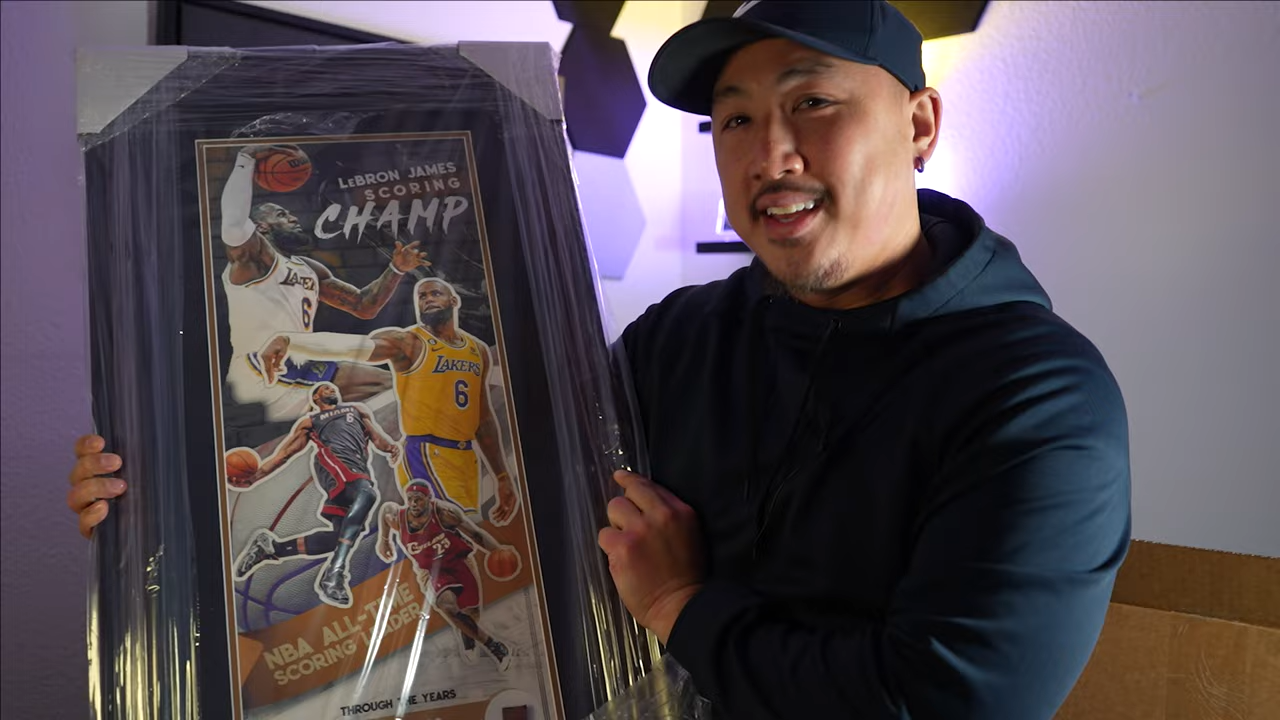 LeBRON JAMES
SCORING
CHAMP
LAKERS
6
LAKERS
6
MIAMI
6
Cavs
23
NBA ALL-TIME
SCORING LEADER
THROUGH THE YEARS